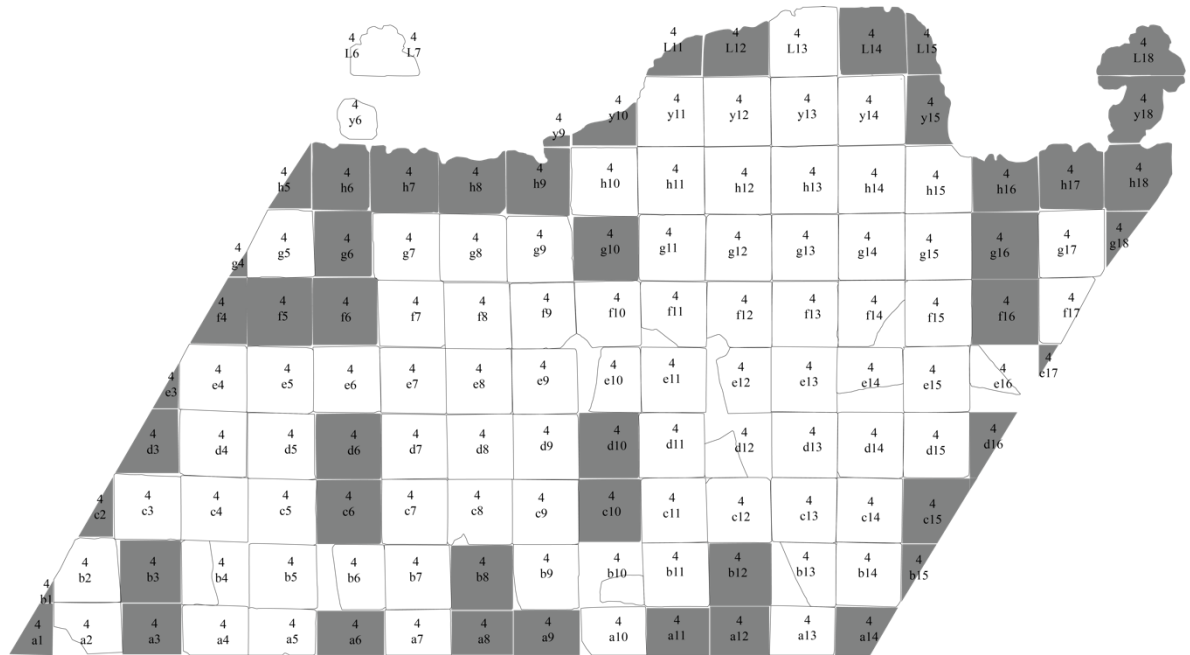 4 4 4 4 4 4 4 4
L6 L7 L11 L12 L13 L14 L15 L18
4 4 4 4 4 4 4 4 4
y6 y9 y10 y11 y12 y13 y14 y15 y18
4 4 4 4 4 4 4 4 4 4 4 4 4 4
h5 h6 h7 h8 h9 h10 h11 h12 h13 h14 h15 h16 h17 h18
4 4 4 4 4 4 4 4 4 4 4 4 4 4 4
g4 g5 g6 g7 g8 g9 g10 g11 g12 g13 g14 g15 g16 g17 g18
4 4 4 4 4 4 4 4 4 4 4 4 4 4
f4 f5 f6 f7 f8 f9 f10 f11 f12 f13 f14 f15 f16 f17
4 4 4 4 4 4 4 4 4 4 4 4 4 4 4
e3 e4 e5 e6 e7 e8 e9 e10 e11 e12 e13 e14 e15 e16 e17
4 4 4 4 4 4 4 4 4 4 4 4 4 4
d3 d4 d5 d6 d7 d8 d9 d10 d11 d12 d13 d14 d15 d16
4 4 4 4 4 4 4 4 4 4 4 4 4 4
c2 c3 c4 c5 c6 c7 c8 c9 c10 c11 c12 c13 c14 c15
4 4 4 4 4 4 4 4 4 4 4 4 4 4 4
b1 b2 b3 b4 b5 b6 b7 b8 b9 b10 b11 b12 b13 b14 b15
4 4 4 4 4 4 4 4 4 4 4 4 4 4
a1 a2 a3 a4 a5 a6 a7 a8 a9 a10 a11 a12 a13 a14